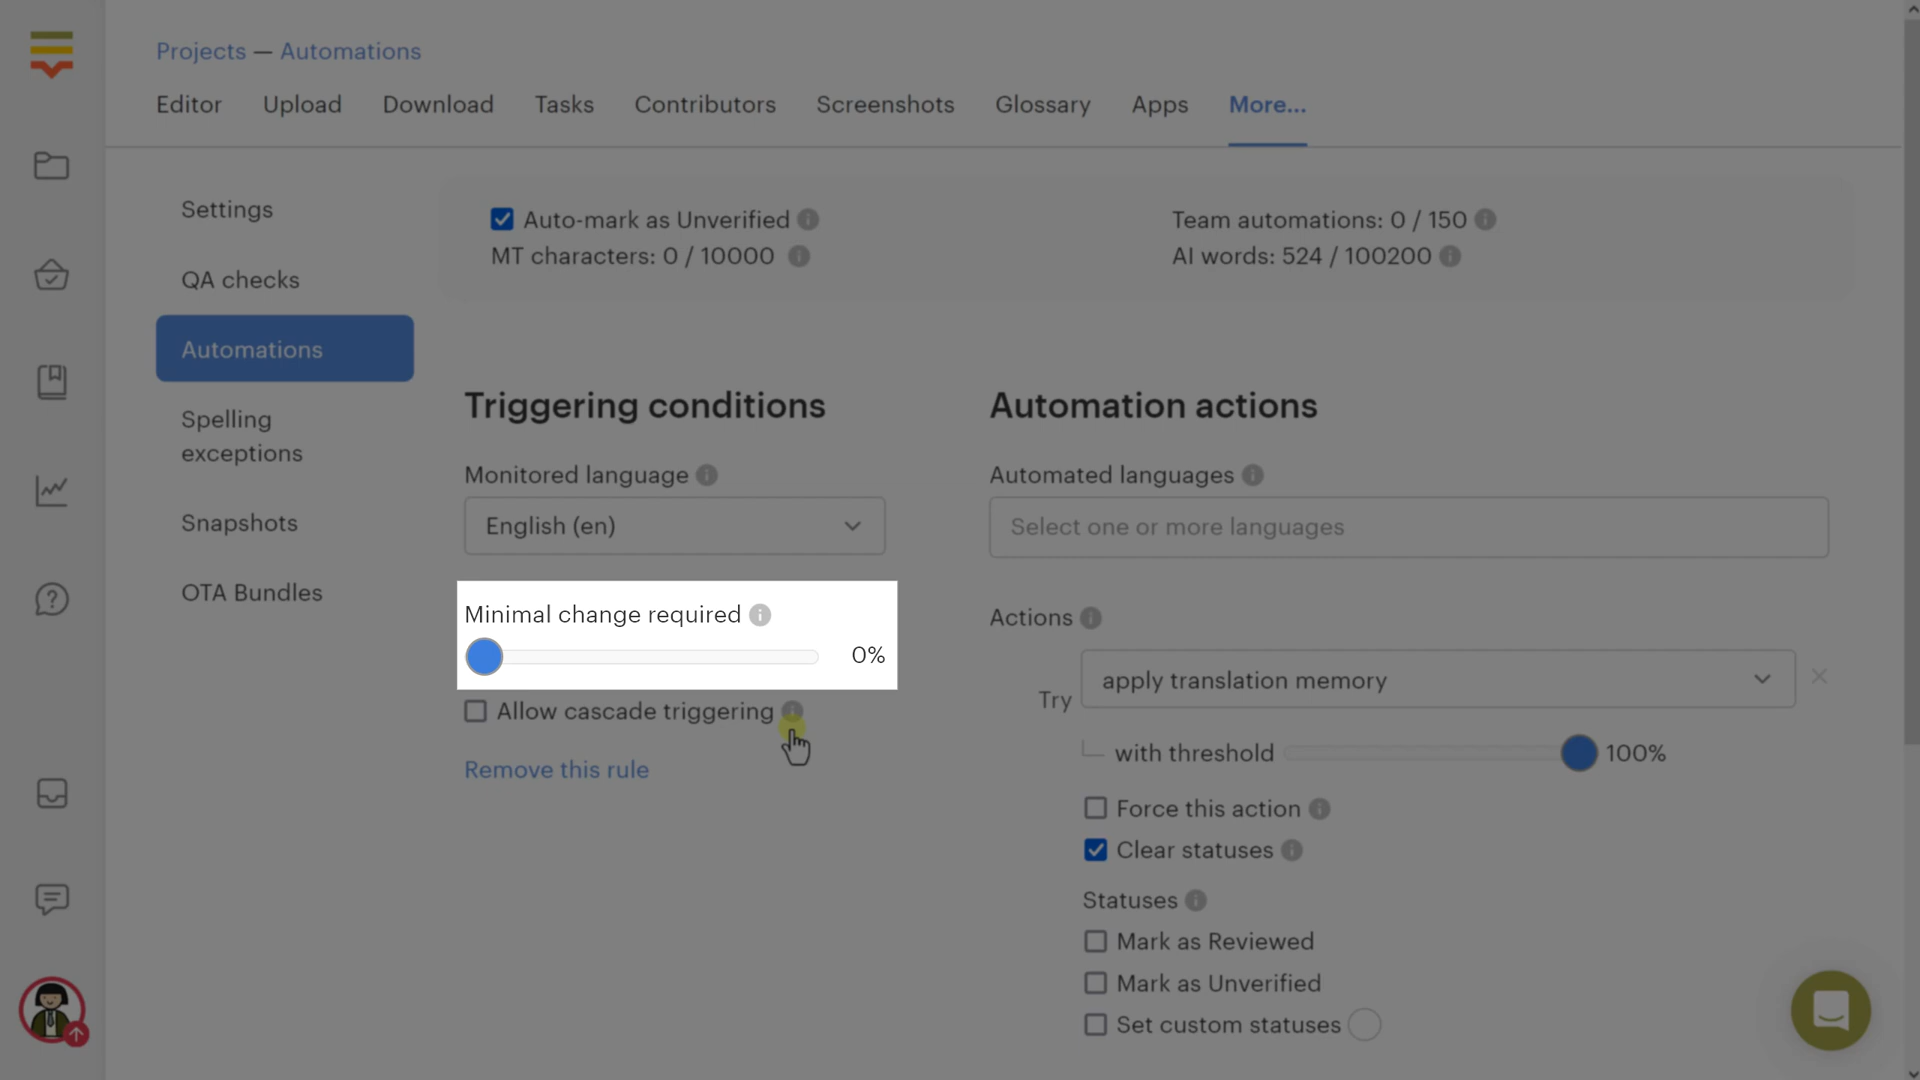 Projects — Automations
Editor Upload Download Tasks Contributors Screenshots Glossary Apps More...
Settings
QA checks
Automations
Spelling
exceptions
Snapshots
OTA Bundles
Auto-mark as Unverified
MT characters: 0 / 10000
Team automations: 0 / 150
AI words: 524 / 100200
Triggering conditions
Monitored language
English (en)
Minimal change required
0%
Allow cascade triggering
Remove this rule
Automation actions
Automated languages
Select one or more languages
Actions
Try
apply translation memory
with threshold 100%
Force this action
Clear statuses
Statuses
Mark as Reviewed
Mark as Unverified
Set custom statuses